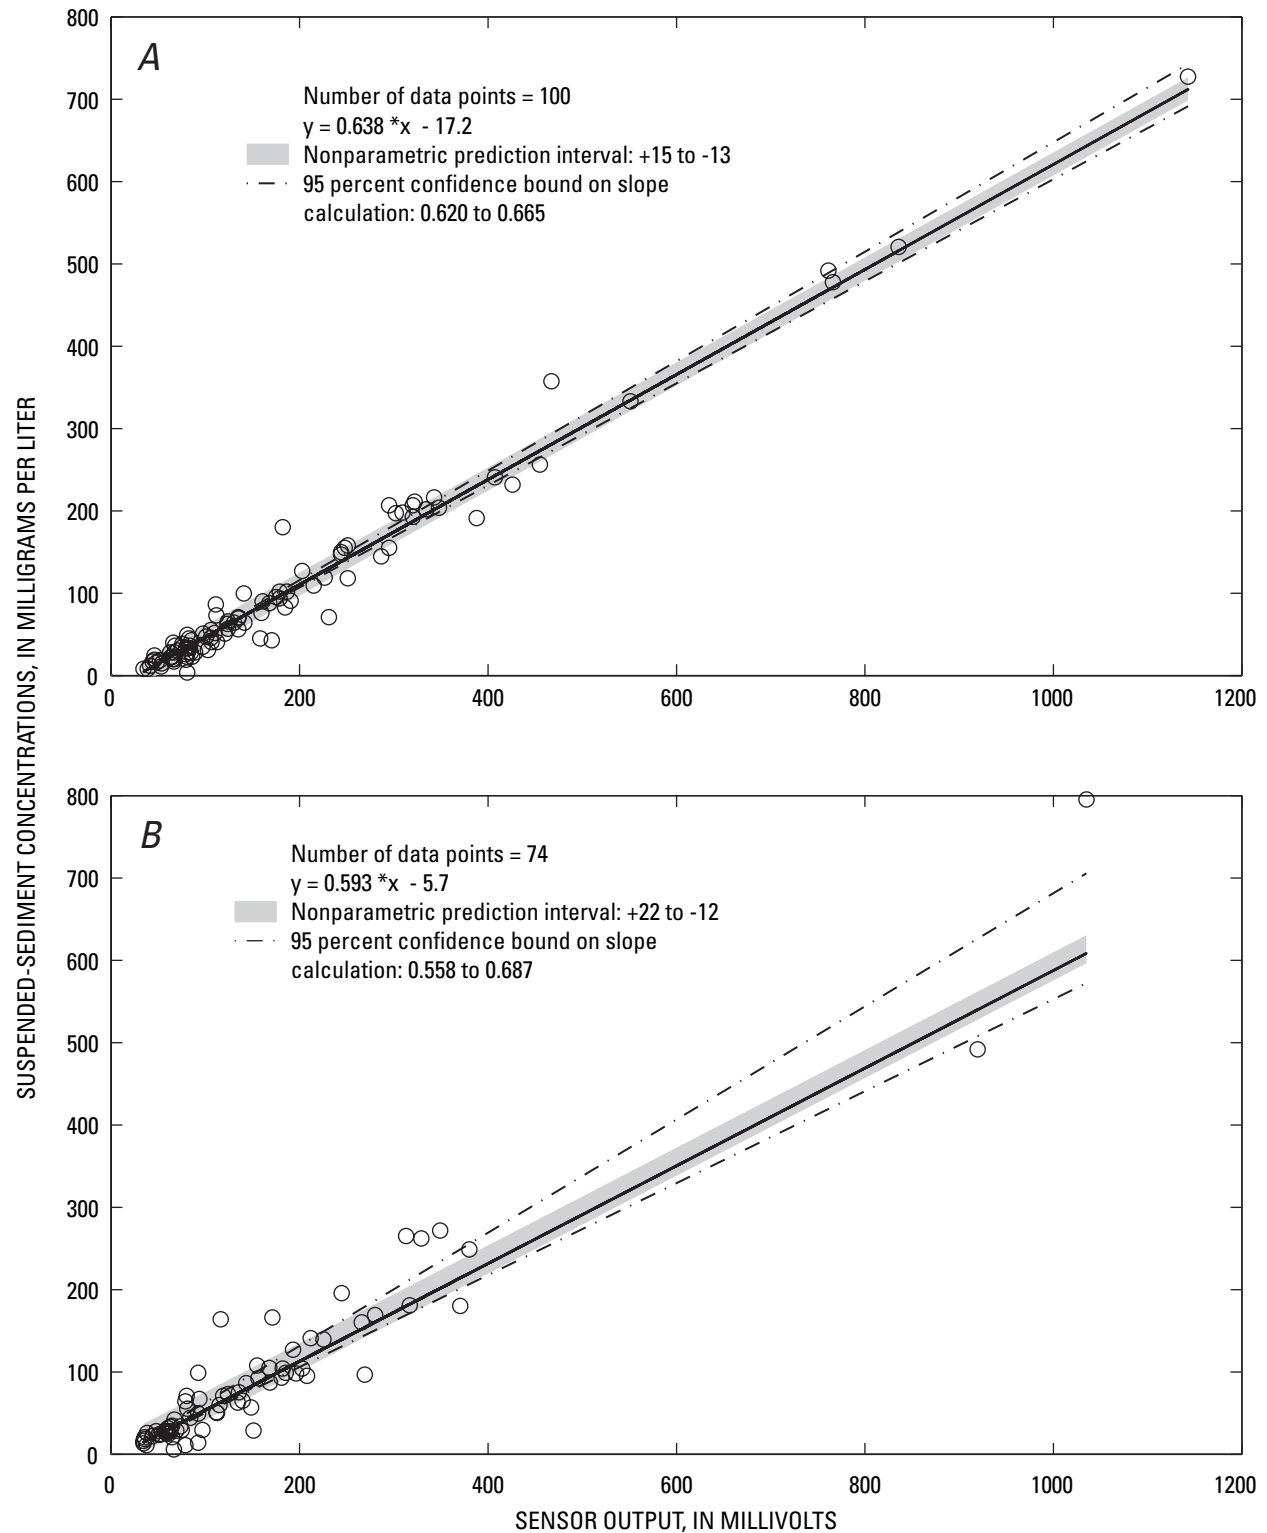 SUSPENDED-SEDIMENT CONCENTRATIONS, IN MILLIGRAMS PER LITER
A
800
700
600
500
400
300
200
100
0
Number of data points = 100
y = 0.638 *x - 17.2
Nonparametric prediction interval: +15 to -13
95 percent confidence bound on slope
calculation: 0.620 to 0.665
0 200 400 600 800 1000 1200
B
800
700
600
500
400
300
200
100
0
Number of data points = 74
y = 0.593 *x - 5.7
Nonparametric prediction interval: +22 to -12
95 percent confidence bound on slope
calculation: 0.558 to 0.687
0 200 400 600 800 1000 1200
SENSOR OUTPUT, IN MILLIVOLTS